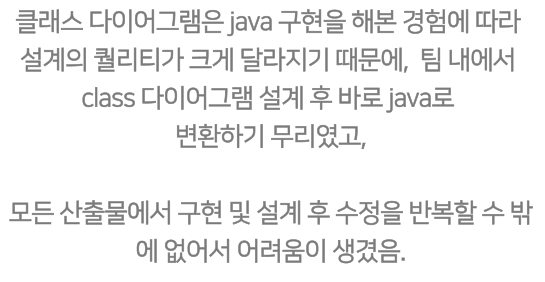 클래스 다이어그램은 java 구현을 해본 경험에 따라
설계의 퀄리티가 크게 달라지기 때문에, 팀 내에서
class 다이어그램 설계 후 바로 java로
변환하기 무리였고,
모든 산출물에서 구현 및 설계 후 수정을 반복할 수 밖
에 없어서 어려움이 생겼음.